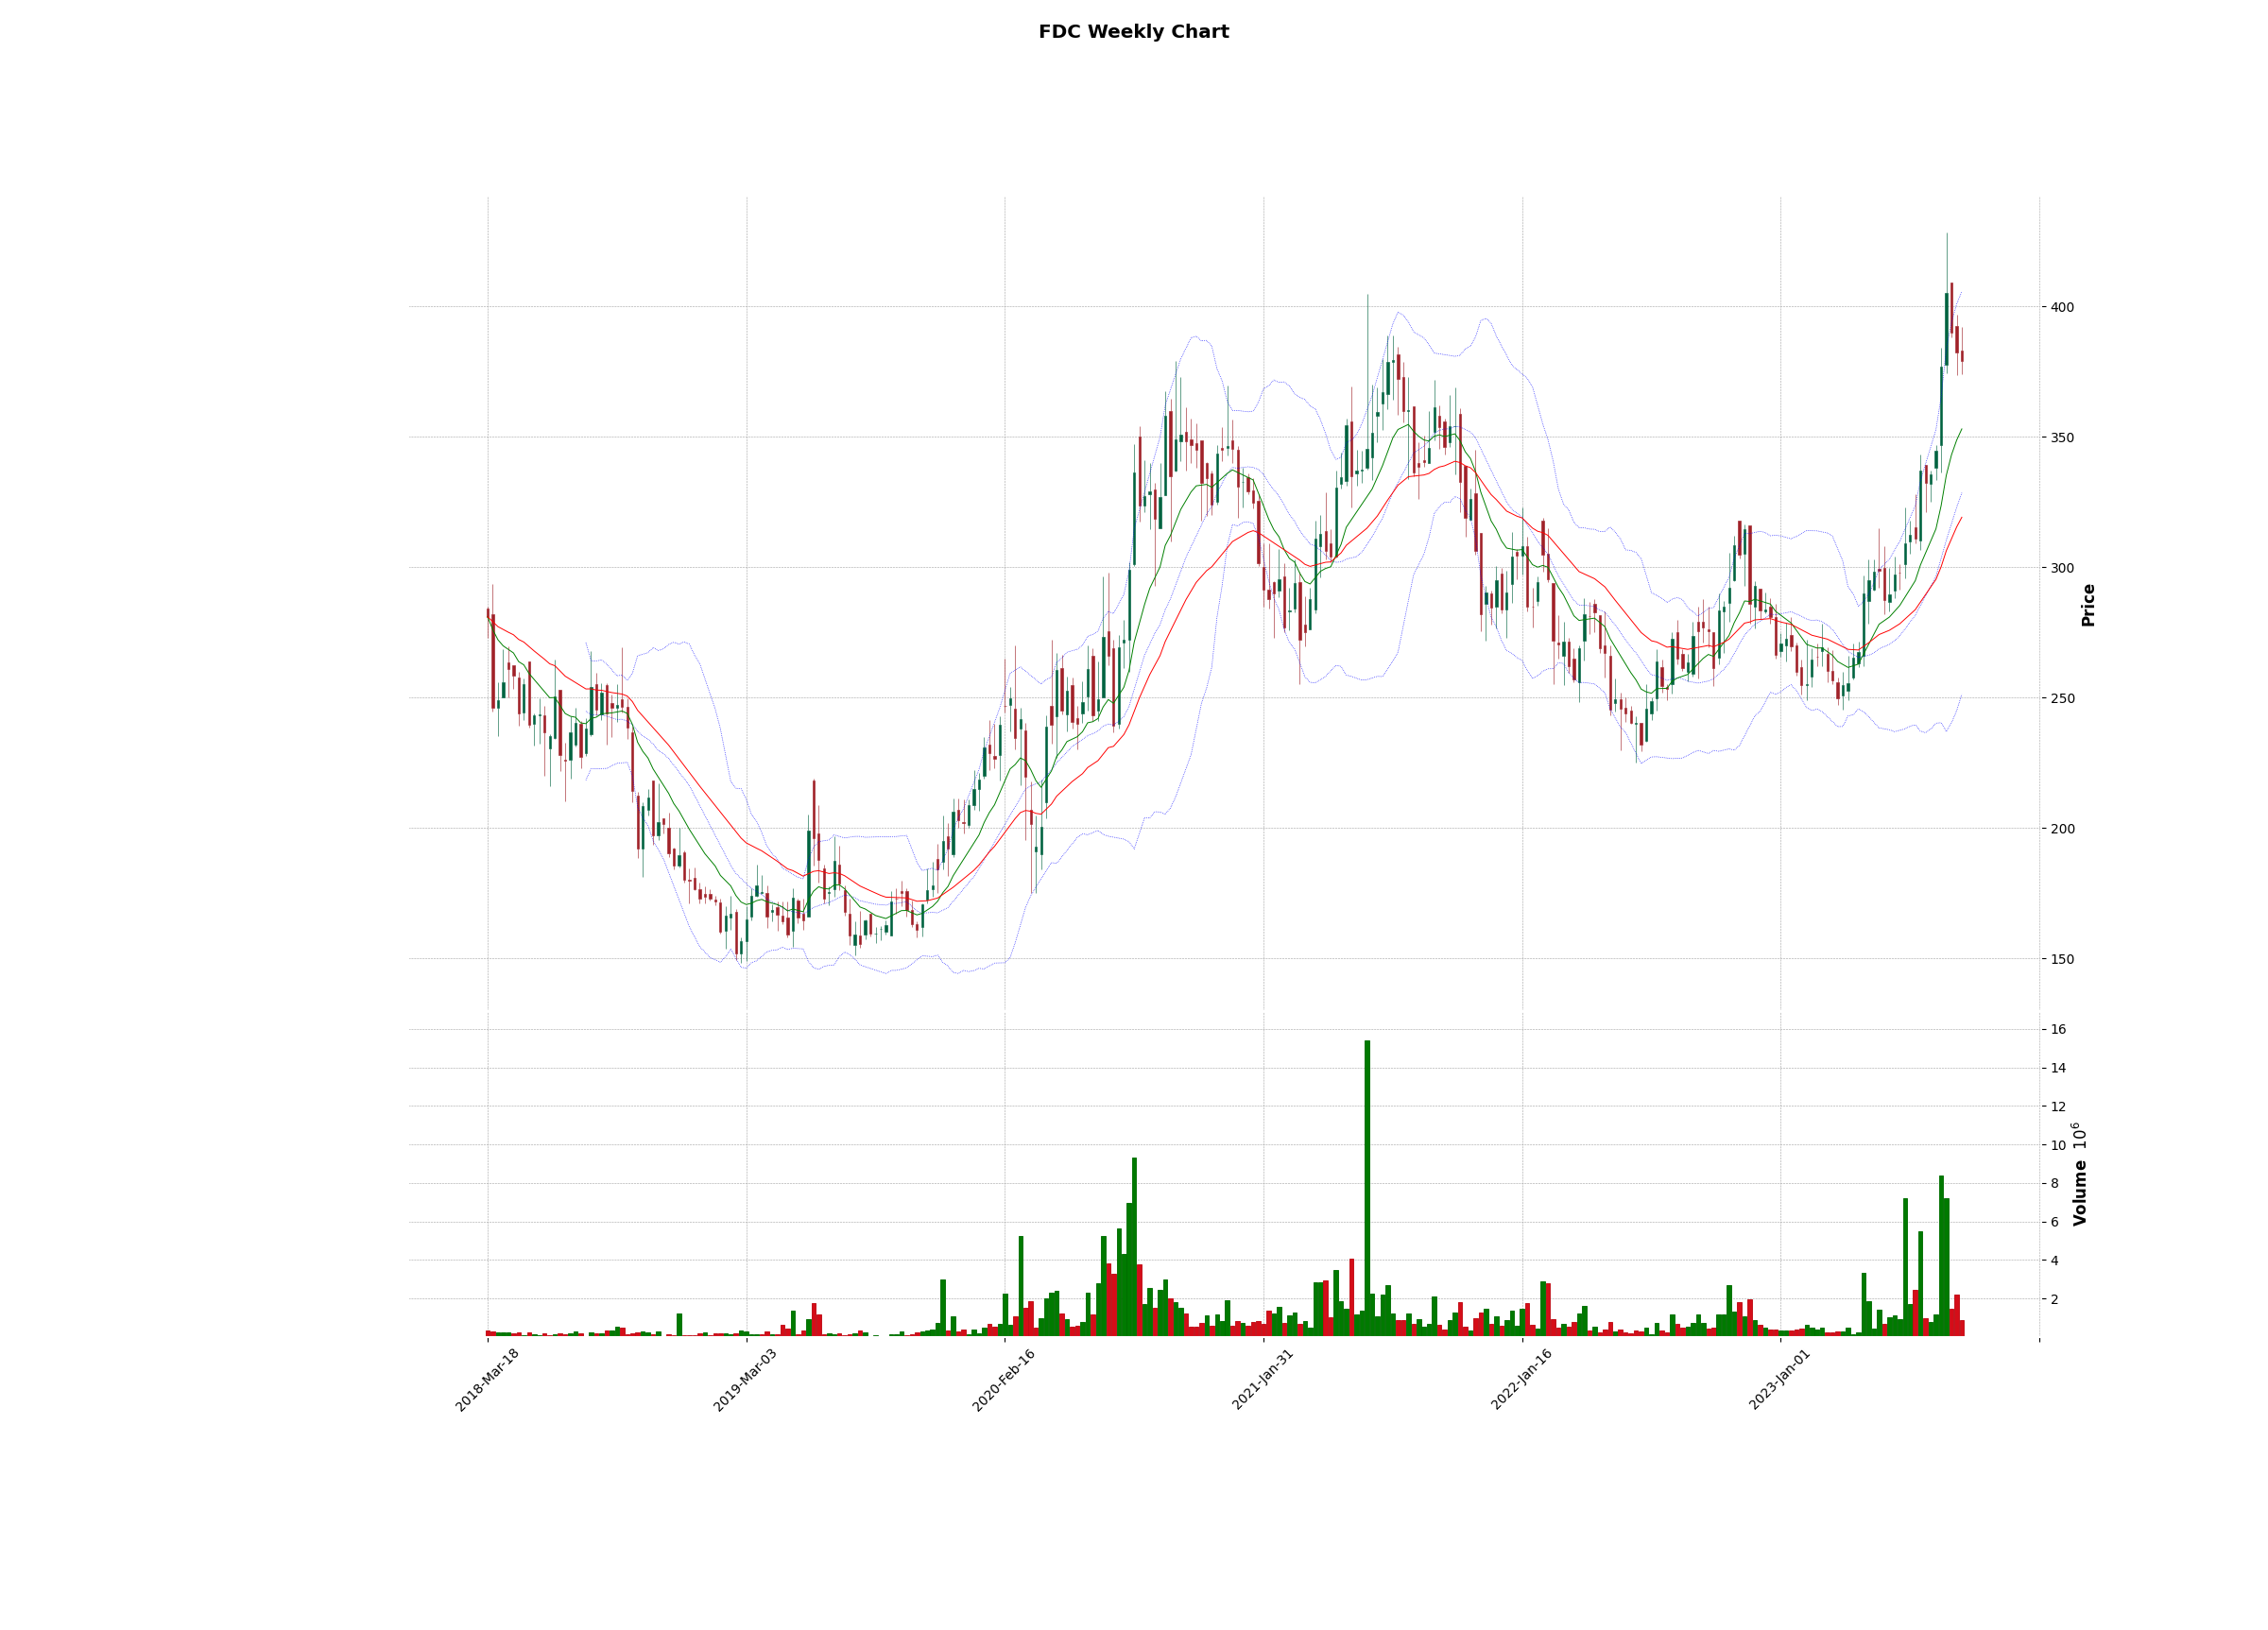 FDC Weekly Chart
400
350
300
250
200
150
Price
16
14
12
10
8
6
4
2
Volume 10^6
2018-Mar-18
2019-Mar-03
2020-Feb-16
2021-Jan-31
2022-Jan-16
2023-Jan-01